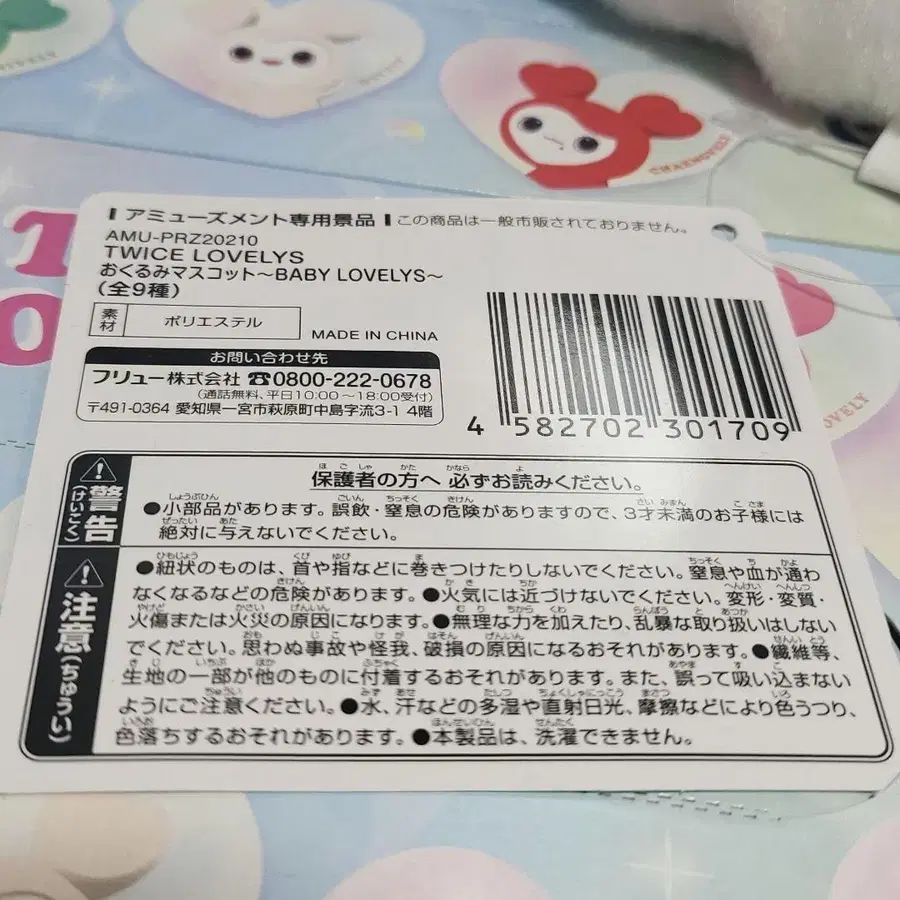 LOVELY
CHAENGVELY
T
O
OVELY
アミューズメント専用景品 この商品は一般市販されておりません。
AMU-PRZ20210
TWICE LOVELYS
おくるみマスコット〜BABY LOVELYS〜
(全9種)
素材 ポリエステル MADE IN CHINA
お問い合わせ先
フリュー株式会社 ☎0800-222-0678
(通話無料、平日10:00〜18:00受付)
〒491-0364 愛知県一宮市萩原町中島字流3-1 4階
4 582702 301709
警告(けいこく)
保護者の方へ 必ずお読みください。
●小部品があります。誤飲・窒息の危険がありますので、3才未満のお子様には
絶対に与えないでください。
注意(ちゅうい)
●紐状のものは、首や指などに巻きつけたりしないでください。窒息や血が通わ
なくなるなどの危険があります。●火気には近づけないでください。変形・変質・
火傷または火災の原因になります。●無理な力を加えたり、乱暴な取り扱いはしない
でください。思わぬ事故や怪我、破損の原因になるおそれがあります。●繊維等、
生地の一部が他のものに付着するおそれがあります。また、誤って吸い込まない
ようにご注意ください。●水、汗などの多湿や直射日光、摩擦などにより色うつり、
色落ちするおそれがあります。●本製品は、洗濯できません。